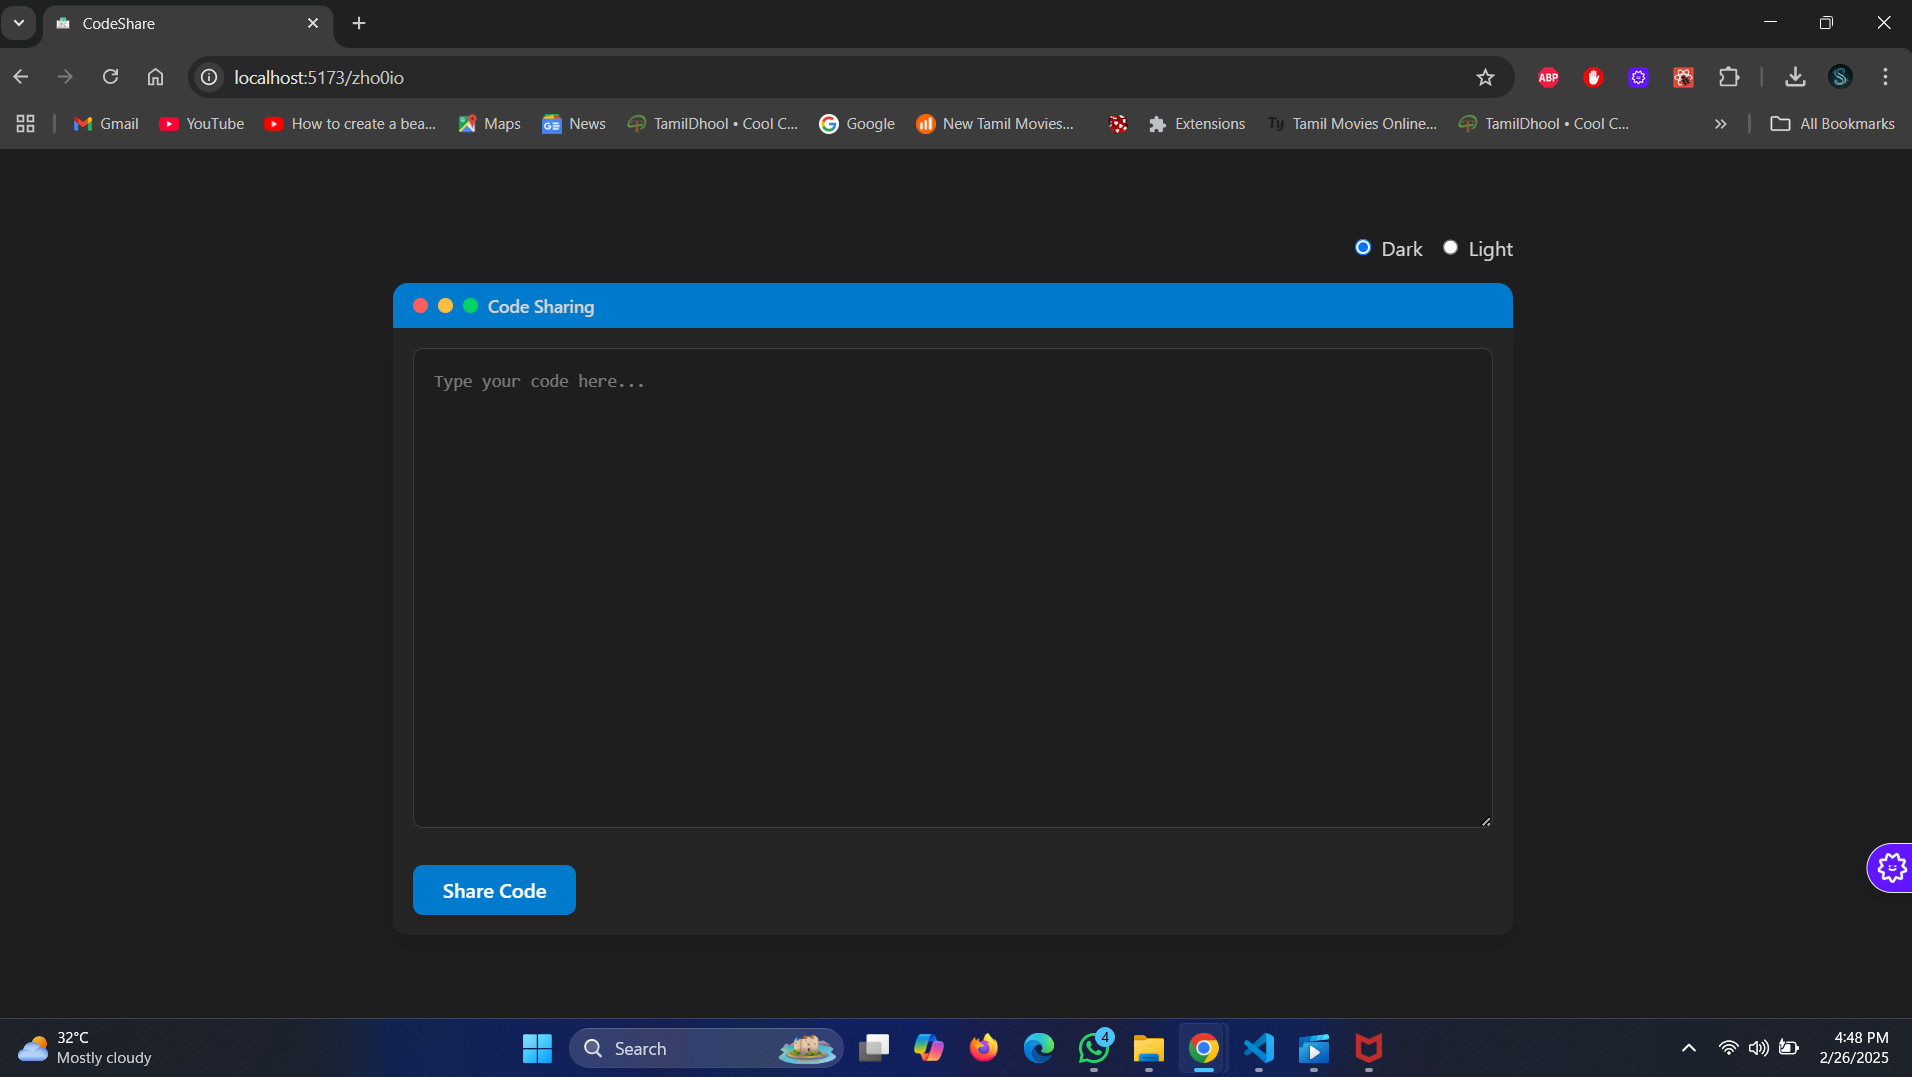 CodeShare
localhost:5173/zho0io
ABP
Gmail
YouTube
How to create a bea...
Maps
News
TamilDhool • Cool C...
Google
New Tamil Movies...
Extensions
Ty Tamil Movies Online...
TamilDhool • Cool C...
»
All Bookmarks
Dark
Light
Code Sharing
Type your code here...
Share Code
32°C
Mostly cloudy
Search
4
4:48 PM
2/26/2025